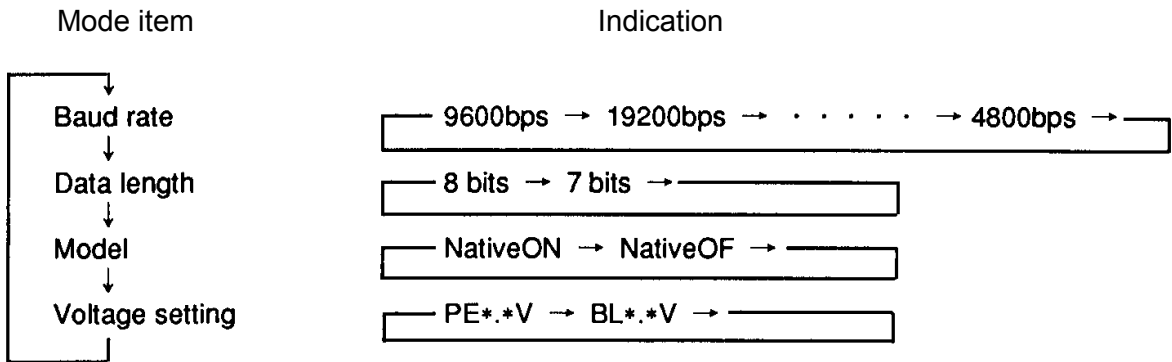 Mode item Indication
Baud rate 9600bps → 19200bps → · · · · · → 4800bps →
Data length 8 bits → 7 bits →
Model NativeON → NativeOF →
Voltage setting PE*.*V → BL*.*V →